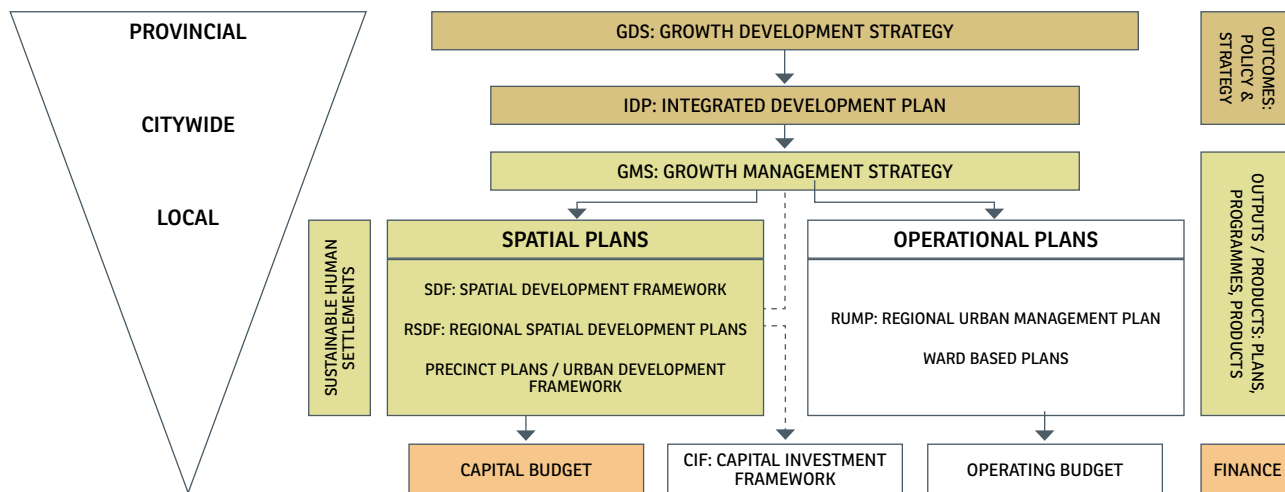 PROVINCIAL
CITYWIDE
LOCAL
GDS: GROWTH DEVELOPMENT STRATEGY
IDP: INTEGRATED DEVELOPMENT PLAN
GMS: GROWTH MANAGEMENT STRATEGY
SUSTAINABLE HUMAN
SETTLEMENTS
SPATIAL PLANS
SDF: SPATIAL DEVELOPMENT FRAMEWORK
RSDF: REGIONAL SPATIAL DEVELOPMENT PLANS
PRECINCT PLANS / URBAN DEVELOPMENT
FRAMEWORK
OPERATIONAL PLANS
RUMP: REGIONAL URBAN MANAGEMENT PLAN
WARD BASED PLANS
CAPITAL BUDGET
CIF: CAPITAL INVESTMENT
FRAMEWORK
OPERATING BUDGET
OUTCOMES:
POLICY &
STRATEGY
OUTPUTS / PRODUCTS: PLANS,
PROGRAMMES, PRODUCTS
FINANCE